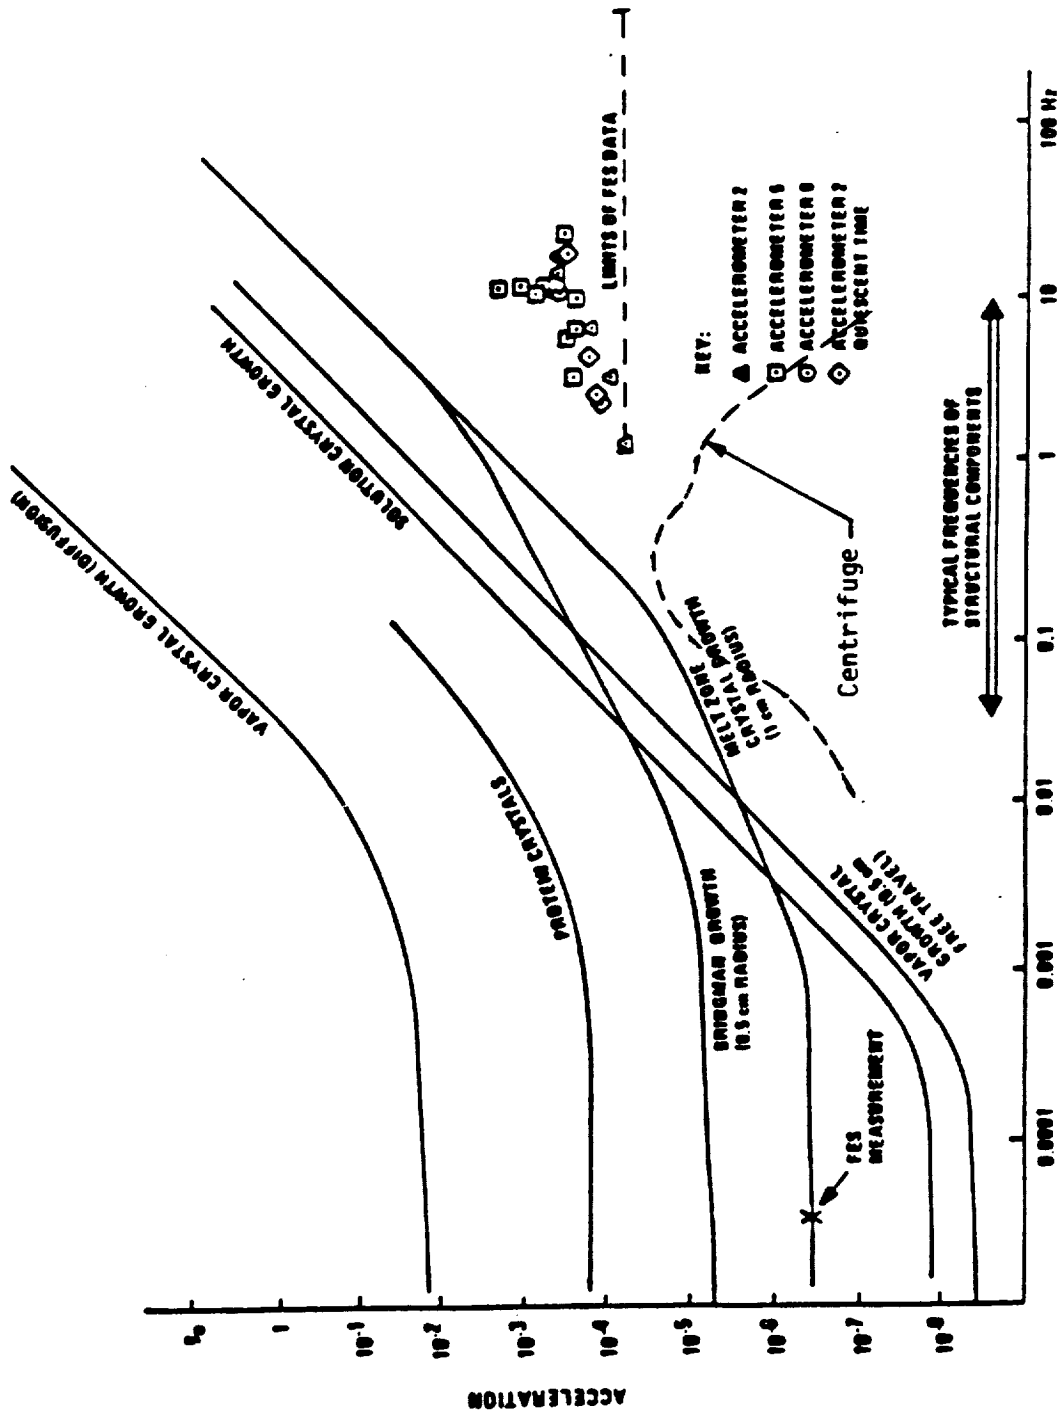 VAPOR CRYSTAL GROWTH (DIFFUSION)
SOLUTION CRYSTAL GROWTH
PROTEIN CRYSTALS
BRIDGMAN GROWTH
(0.5 cm RADIUS)
MELT ZONE
CRYSTAL GROWTH
(1 cm RADIUS)
VAPOR CRYSTAL
GROWTH (0.5 cm
FREE TRAVEL)
FES
MEASUREMENT
LIMITS OF FES DATA
KEY:
ACCELEROMETER 2
ACCELEROMETER 5
ACCELEROMETER 8
ACCELEROMETER 2
QUIESCENT TIME
Centrifuge
TYPICAL FREQUENCIES OF
STRUCTURAL COMPONENTS
ACCELERATION
1
10-1
10-2
10-3
10-4
10-5
10-6
10-7
0.0001
0.001
0.01
0.1
1
10
100 Hz